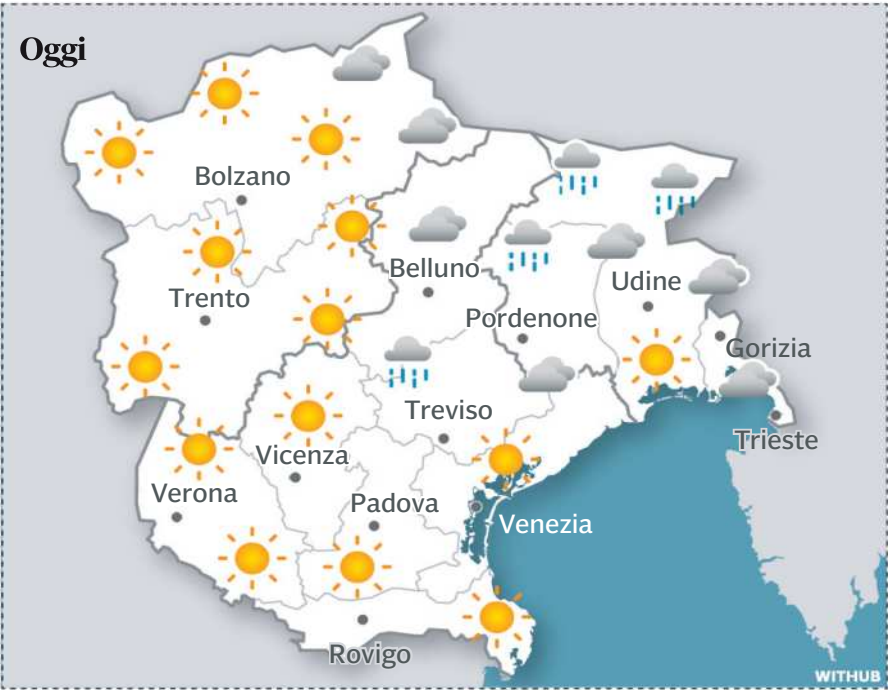 Oggi
Bolzano
Belluno
Trento
Udine
Pordenone
Gorizia
Treviso
Trieste
Vicenza
Verona
Padova
Venezia
Rovigo
WITHUB